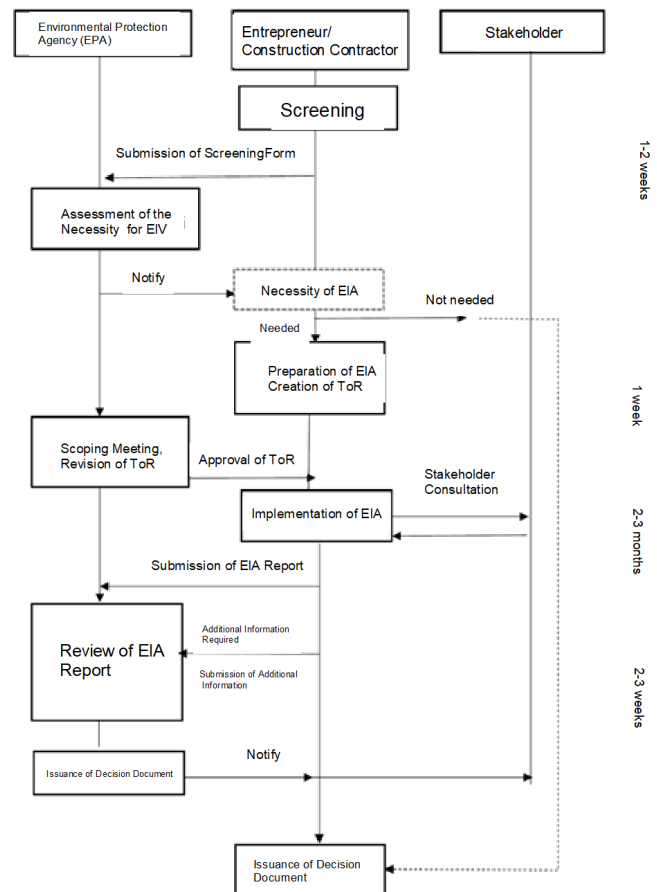 Environmental Protection
Agency (EPA)
Entrepreneur/
Construction Contractor
Stakeholder
Screening
Submission of ScreeningForm
1-2 weeks
Assessment of the
Necessity for EIV
Notify
Necessity of EIA
Not needed
Needed
Preparation of EIA
Creation of ToR
1 week
Scoping Meeting,
Revision of ToR
Approval of ToR
Stakeholder
Consultation
Implementation of EIA
2-3 months
Submission of EIA Report
Review of EIA
Report
Additional Information
Required
Submission of Additional
Information
2-3 weeks
Notify
Issuance of Decision Document
Issuance of Decision
Document